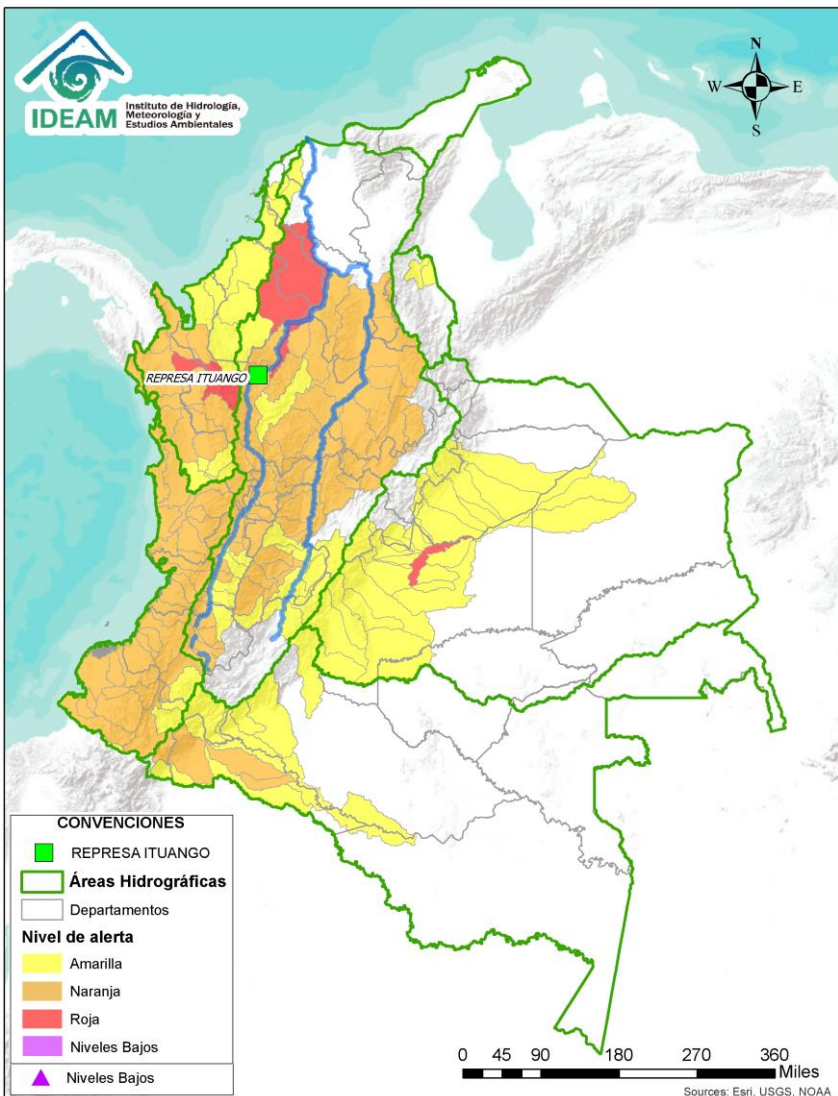 IDEAM
Instituto de Hidrología,
Meteorología y
Estudios Ambientales
N
W
E
S
REPRESA ITUANGO
CONVENCIONES
REPRESA ITUANGO
Áreas Hidrográficas
Departamentos
Nivel de alerta
Amarilla
Naranja
Roja
Niveles Bajos
Niveles Bajos
0 45 90 180 270 360
Miles
Sources: Esri, USGS, NOAA